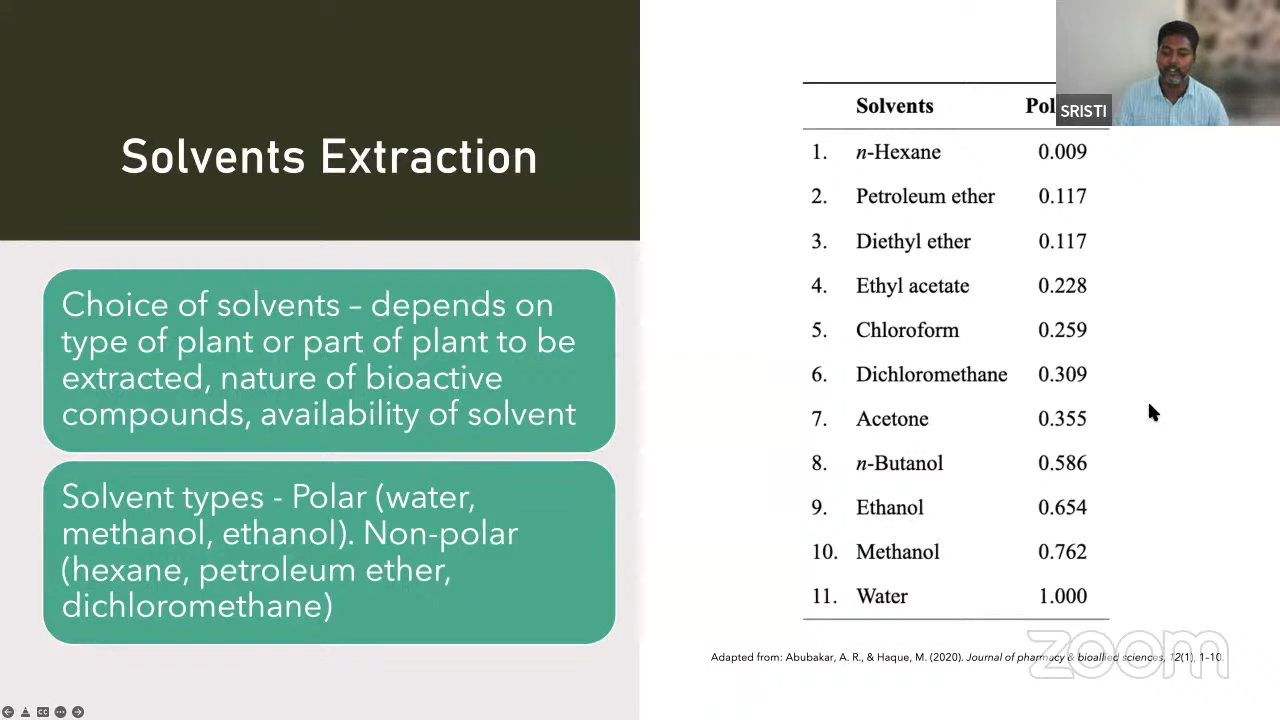 Solvents Extraction
Choice of solvents – depends on
type of plant or part of plant to be
extracted, nature of bioactive
compounds, availability of solvent
Solvent types - Polar (water,
methanol, ethanol). Non-polar
(hexane, petroleum ether,
dichloromethane)
Solvents
SRISTI
1. n-Hexane 0.009
2. Petroleum ether 0.117
3. Diethyl ether 0.117
4. Ethyl acetate 0.228
5. Chloroform 0.259
6. Dichloromethane 0.309
7. Acetone 0.355
8. n-Butanol 0.586
9. Ethanol 0.654
10. Methanol 0.762
11. Water 1.000
Adapted from: Abubakar, A. R., & Haque, M. (2020). Journal of pharmacy & bioallied sciences, 12(1), 1–10.
zoom
CC